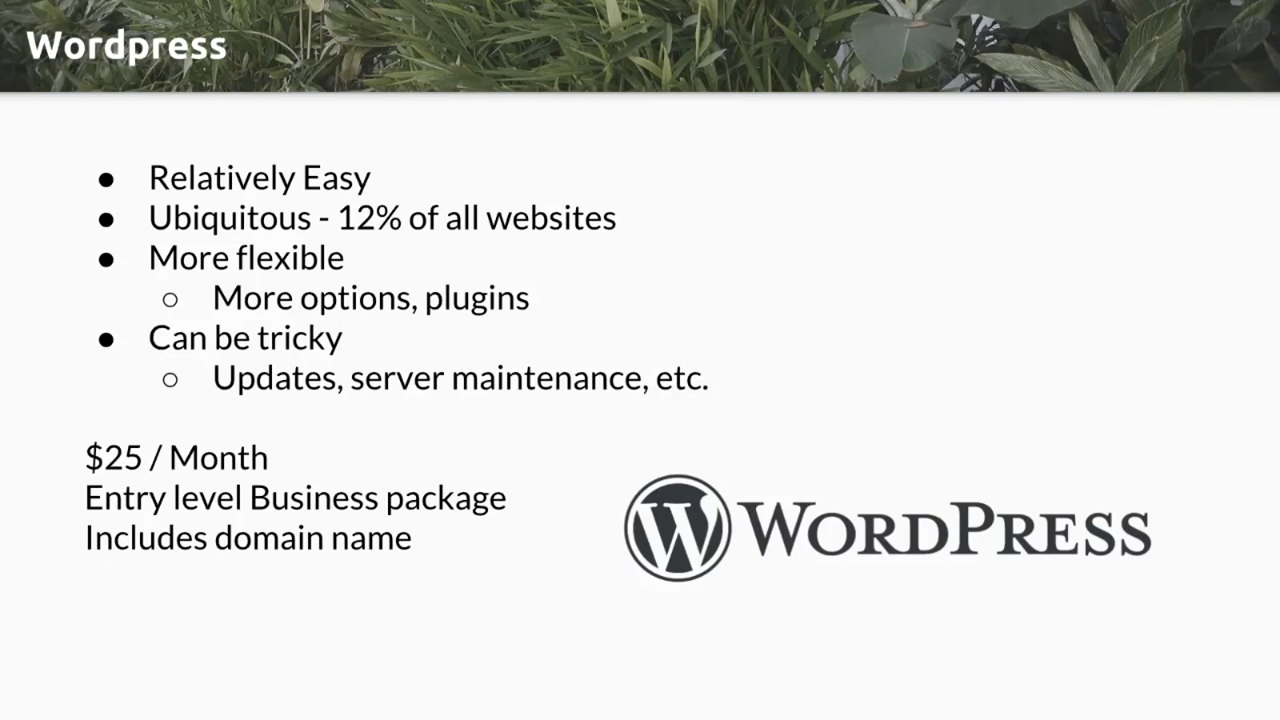 Wordpress
● Relatively Easy
● Ubiquitous - 12% of all websites
● More flexible
○ More options, plugins
● Can be tricky
○ Updates, server maintenance, etc.
$25 / Month
Entry level Business package
Includes domain name
W WORDPRESS